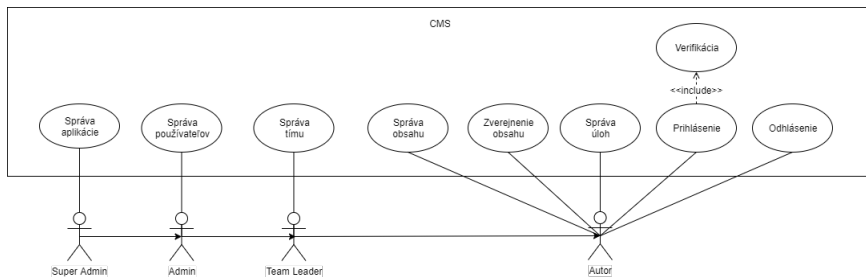 CMS
Verifikácia
<<include>>
Správa
aplikácie
Správa
používateľov
Správa
tímu
Správa
obsahu
Zverejnenie
obsahu
Správa
úloh
Prihlásenie
Odhlásenie
Super Admin
Admin
Team Leader
Autor